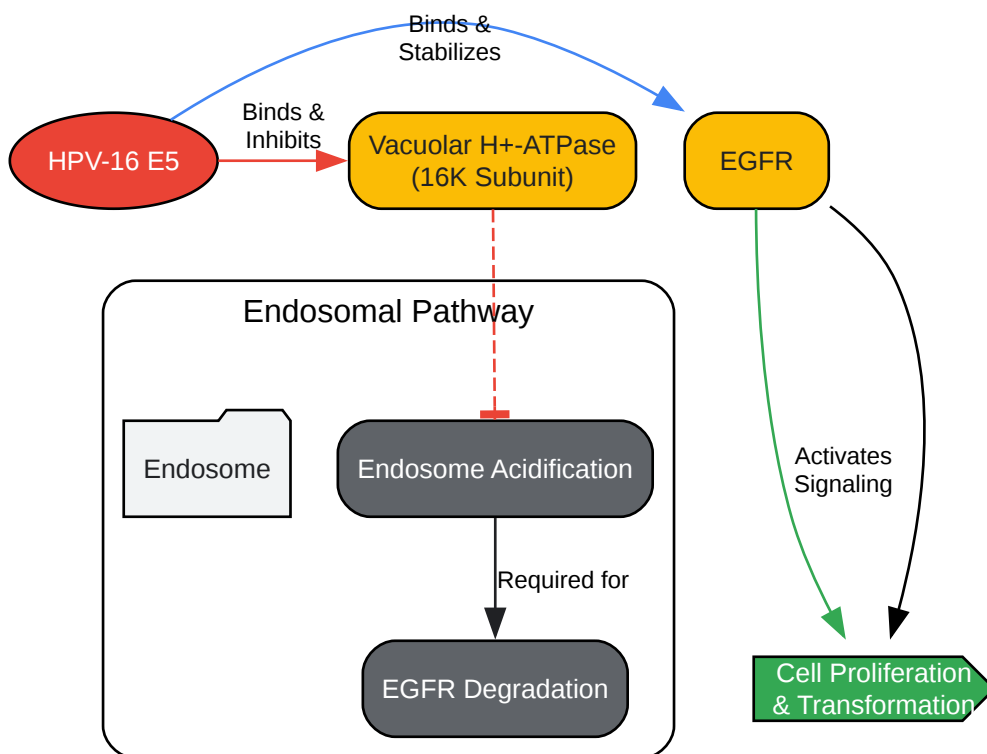 Binds &
Stabilizes
Binds &
Inhibits
HPV-16 E5
Vacuolar H+-ATPase
(16K Subunit)
EGFR
Endosomal Pathway
Endosome
Endosome Acidification
Activates
Signaling
Required for
EGFR Degradation
Cell Proliferation
& Transformation